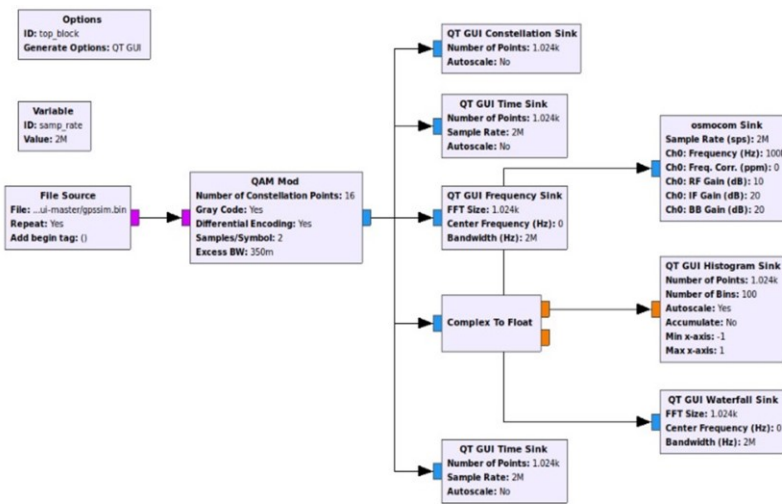 Options
ID: top_block
Generate Options: QT GUI
Variable
ID: samp_rate
Value: 2M
File Source
File: ...ui-master/gpssim.bin
Repeat: Yes
Add begin tag: ()
QAM Mod
Number of Constellation Points: 16
Gray Code: Yes
Differential Encoding: Yes
Samples/Symbol: 2
Excess BW: 350m
QT GUI Constellation Sink
Number of Points: 1.024k
Autoscale: No
QT GUI Time Sink
Number of Points: 1.024k
Sample Rate: 2M
Autoscale: No
QT GUI Frequency Sink
FFT Size: 1.024k
Center Frequency (Hz): 0
Bandwidth (Hz): 2M
Complex To Float
QT GUI Time Sink
Number of Points: 1.024k
Sample Rate: 2M
Autoscale: No
osmocom Sink
Sample Rate (sps): 2M
Ch0: Frequency (Hz): 100
Ch0: Freq. Corr. (ppm): 0
Ch0: RF Gain (dB): 10
Ch0: IF Gain (dB): 20
Ch0: BB Gain (dB): 20
QT GUI Histogram Sink
Number of Points: 1.024k
Number of Bins: 100
Autoscale: Yes
Accumulate: No
Min x-axis: -1
Max x-axis: 1
QT GUI Waterfall Sink
FFT Size: 1.024k
Center Frequency (Hz): 0
Bandwidth (Hz): 2M